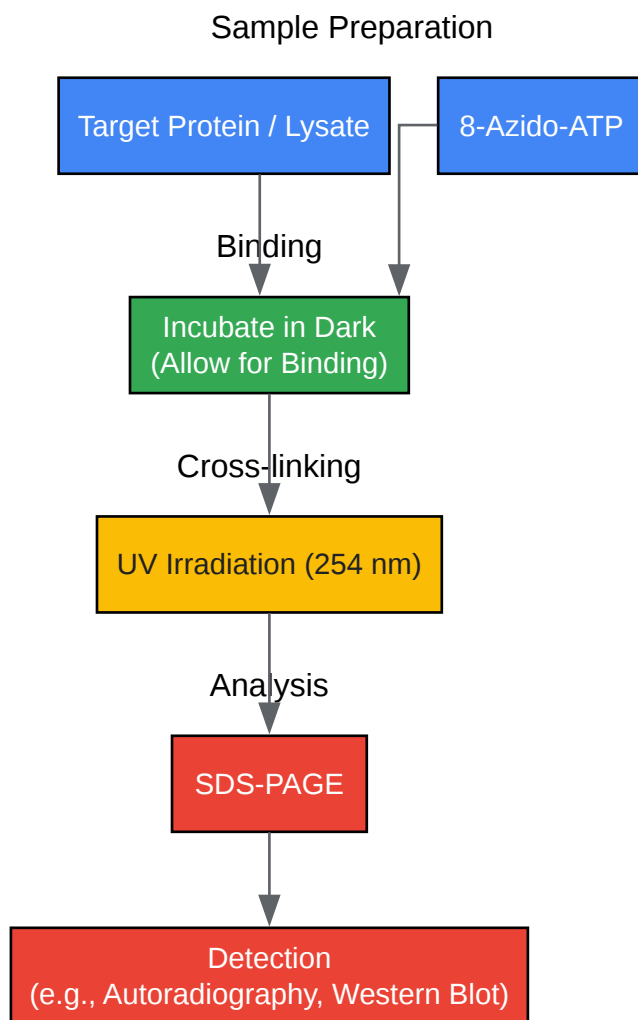 Sample Preparation
Target Protein / Lysate
8-Azido-ATP
Binding
Incubate in Dark
(Allow for Binding)
Cross-linking
UV Irradiation (254 nm)
Analysis
SDS-PAGE
Detection
(e.g., Autoradiography, Western Blot)